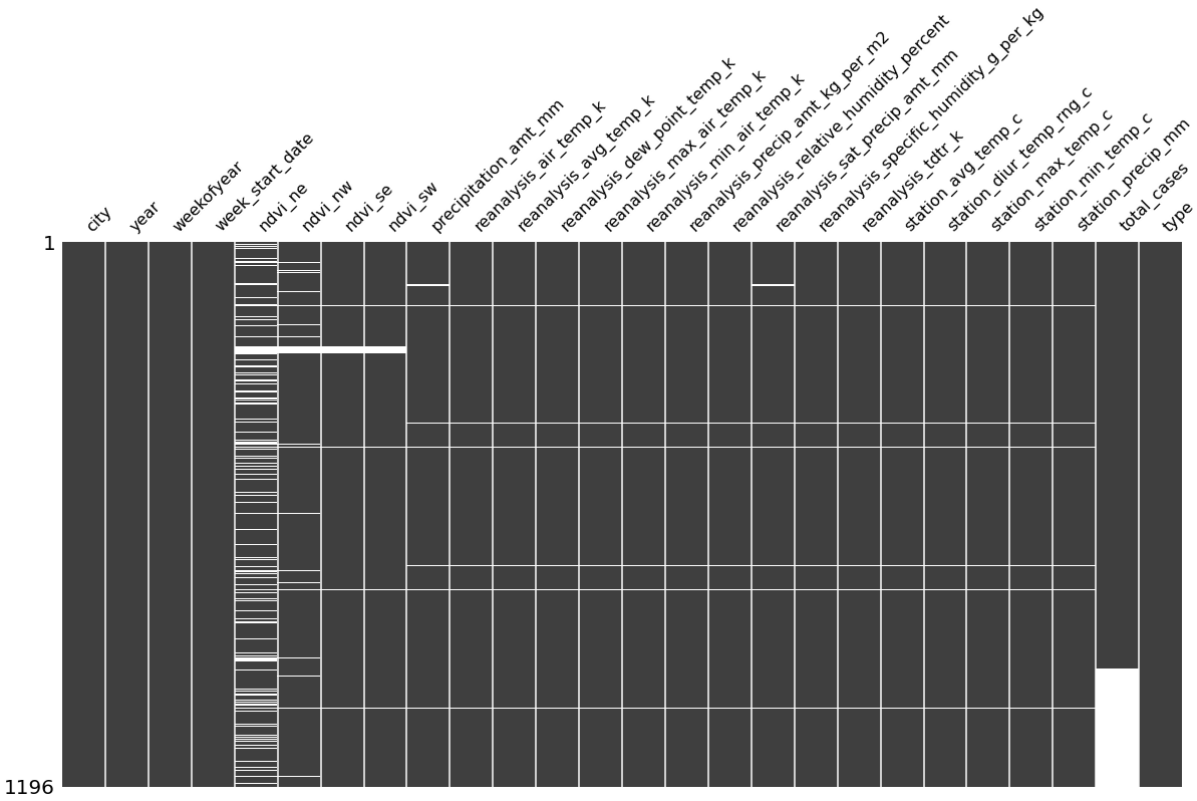 city
year
weekofyear
week_start_date
ndvi_ne
ndvi_nw
ndvi_se
ndvi_sw
precipitation_amt_mm
reanalysis_air_temp_k
reanalysis_avg_temp_k
reanalysis_dew_point_temp_k
reanalysis_max_air_temp_k
reanalysis_min_air_temp_k
reanalysis_precip_amt_kg_per_m2
reanalysis_relative_humidity_percent
reanalysis_sat_precip_amt_mm
reanalysis_specific_humidity_g_per_kg
reanalysis_tdtr_k
station_avg_temp_c
station_diur_temp_rng_c
station_max_temp_c
station_min_temp_c
station_precip_mm
total_cases
type
1
1196